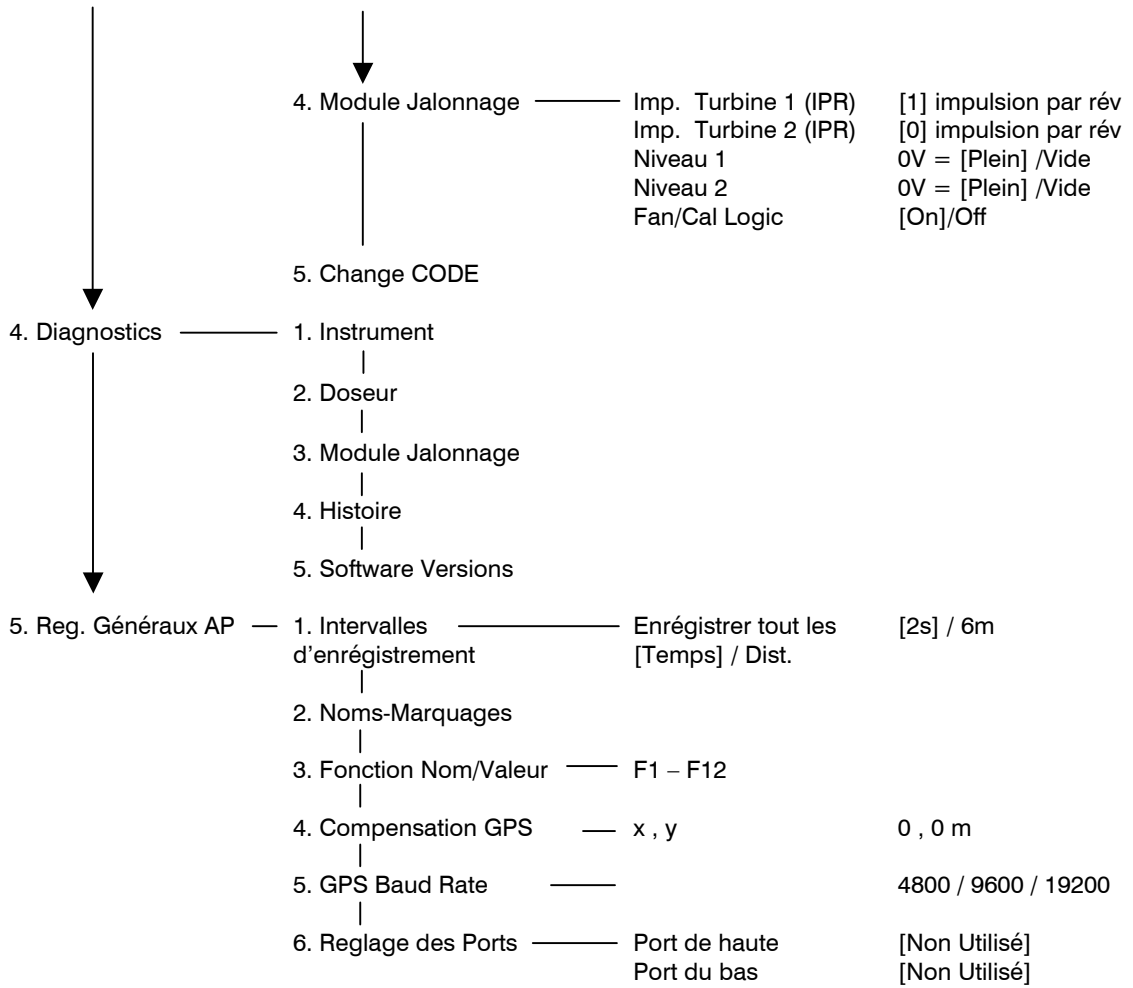 4. Module Jalonnage Imp. Turbine 1 (IPR) [1] impulsion par rév
Imp. Turbine 2 (IPR) [0] impulsion par rév
Niveau 1 0V = [Plein] /Vide
Niveau 2 0V = [Plein] /Vide
Fan/Cal Logic [On]/Off
5. Change CODE
4. Diagnostics 1. Instrument
2. Doseur
3. Module Jalonnage
4. Histoire
5. Software Versions
5. Reg. Généraux AP 1. Intervalles Enrégistrer tout les [2s] / 6m
d'enrégistrement [Temps] / Dist.
2. Noms-Marquages
3. Fonction Nom/Valeur F1 – F12
4. Compensation GPS x , y 0 , 0 m
5. GPS Baud Rate 4800 / 9600 / 19200
6. Reglage des Ports Port de haute [Non Utilisé]
Port du bas [Non Utilisé]